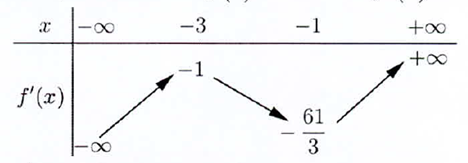 x −∞ −3 −1 +∞
+∞
−1
f′(x)
− 61/3
−∞